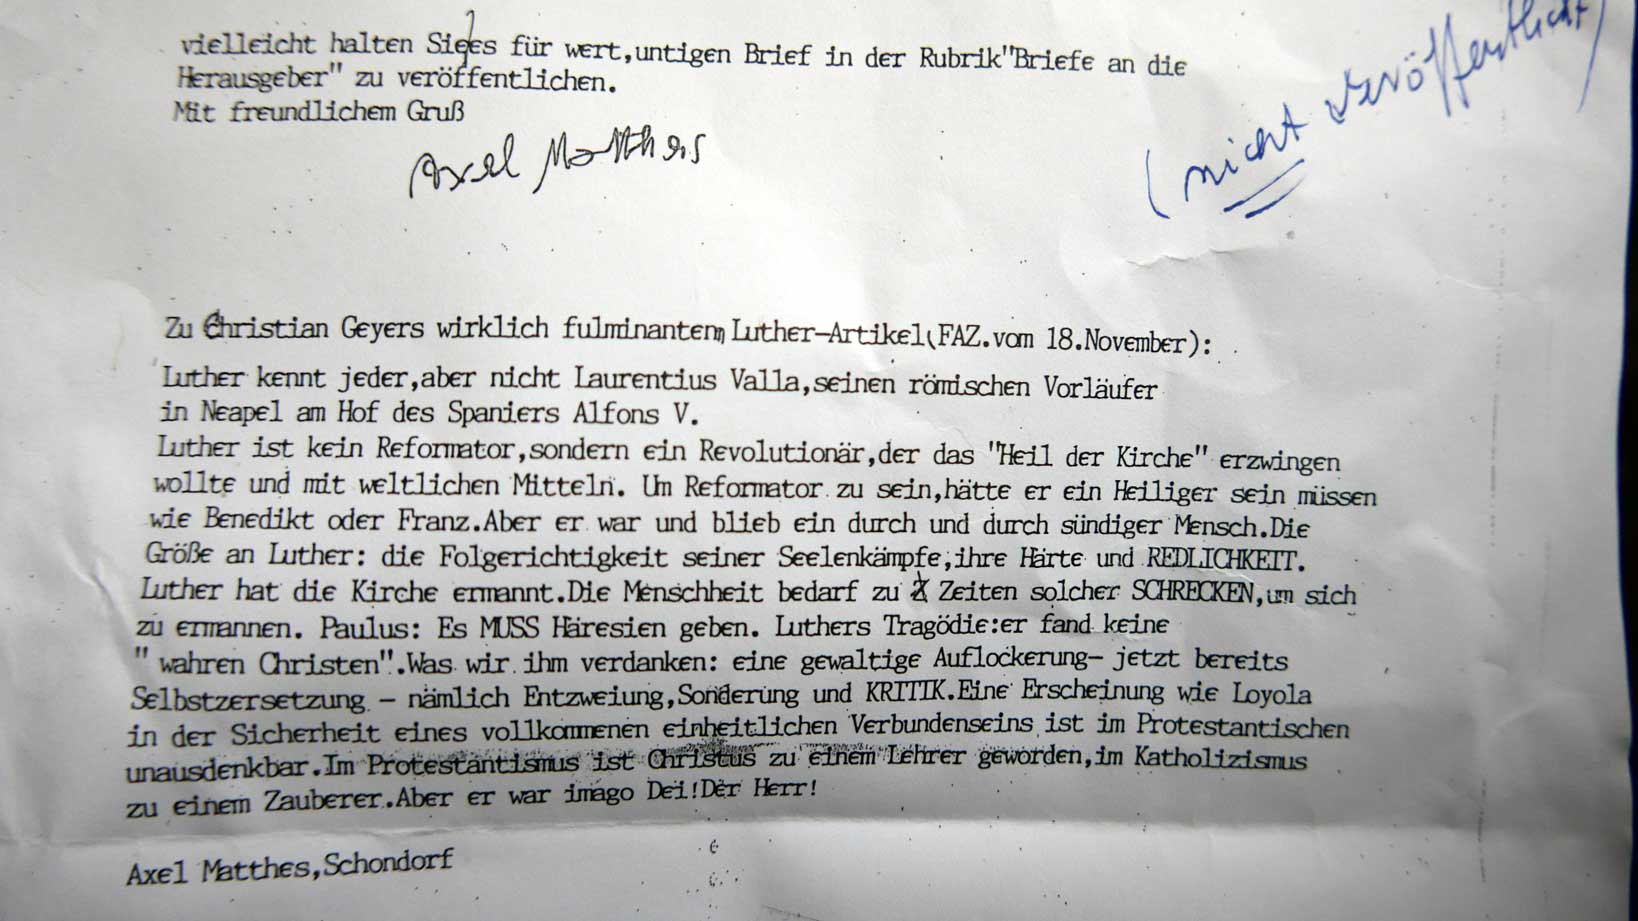 vielleicht halten Sie es für wert,untigen Brief in der Rubrik"Briefe an die
Herausgeber" zu veröffentlichen.
Mit freundlichem Gruß
Axel Matthes
(nicht veröffentlicht)
Zu Christian Geyers wirklich fulminantem Luther-Artikel(FAZ.vom 18.November):
Luther kennt jeder,aber nicht Laurentius Valla,seinen römischen Vorläufer
in Neapel am Hof des Spaniers Alfons V.
Luther ist kein Reformator,sondern ein Revolutionär,der das "Heil der Kirche" erzwingen
wollte und mit weltlichen Mitteln. Um Reformator zu sein,hätte er ein Heiliger sein müssen
wie Benedikt oder Franz.Aber er war und blieb ein durch und durch sündiger Mensch.Die
Größe an Luther: die Folgerichtigkeit seiner Seelenkämpfe,ihre Härte und REDLICHKEIT.
Luther hat die Kirche ermannt.Die Menschheit bedarf zu Zeiten solcher SCHRECKEN,um sich
zu ermannen. Paulus: Es MUSS Häresien geben. Luthers Tragödie:er fand keine
" wahren Christen".Was wir ihm verdanken: eine gewaltige Auflockerung- jetzt bereits
Selbstzersetzung - nämlich Entzweiung,Sonderung und KRITIK.Eine Erscheinung wie Loyola
in der Sicherheit eines vollkommenen einheitlichen Verbundenseins ist im Protestantischen
unausdenkbar.Im Protestantismus ist Christus zu einem Lehrer geworden,im Katholizismus
zu einem Zauberer.Aber er war imago Dei!Der Herr!
Axel Matthes,Schondorf